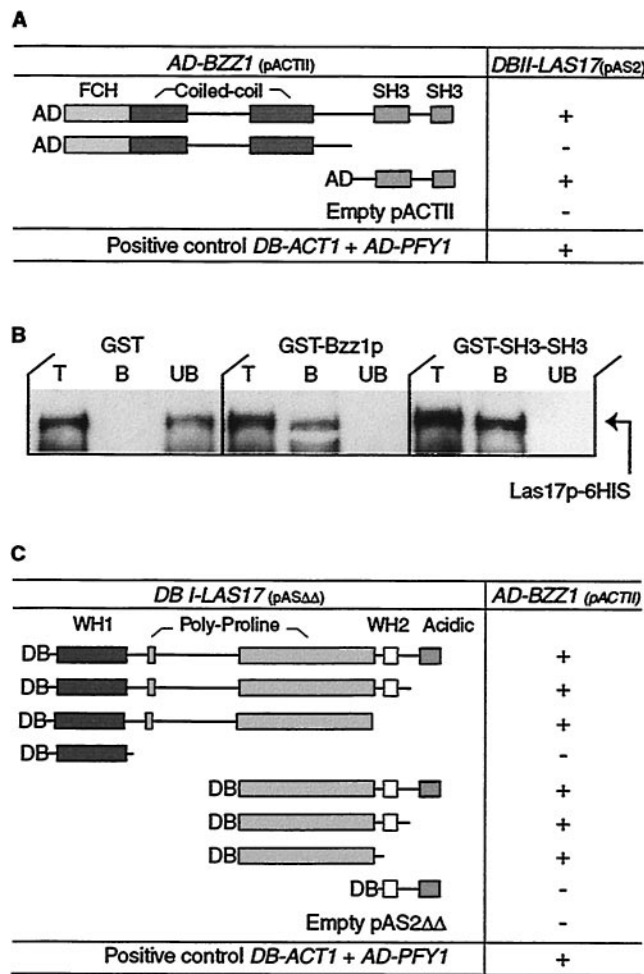 A
AD-BZZ1 (pACTII) DBII-LAS17(pAS2)
FCH Coiled-coil SH3 SH3
AD +
AD -
AD +
Empty pACTII -
Positive control DB-ACT1 + AD-PFY1 +
B
GST GST-Bzz1p GST-SH3-SH3
T B UB T B UB T B UB
Las17p-6HIS
C
DB I-LAS17 (pASΔΔ) AD-BZZ1 (pACTII)
WH1 Poly-Proline WH2 Acidic
DB +
DB +
DB +
DB -
DB +
DB +
DB +
DB -
Empty pAS2ΔΔ -
Positive control DB-ACT1 + AD-PFY1 +